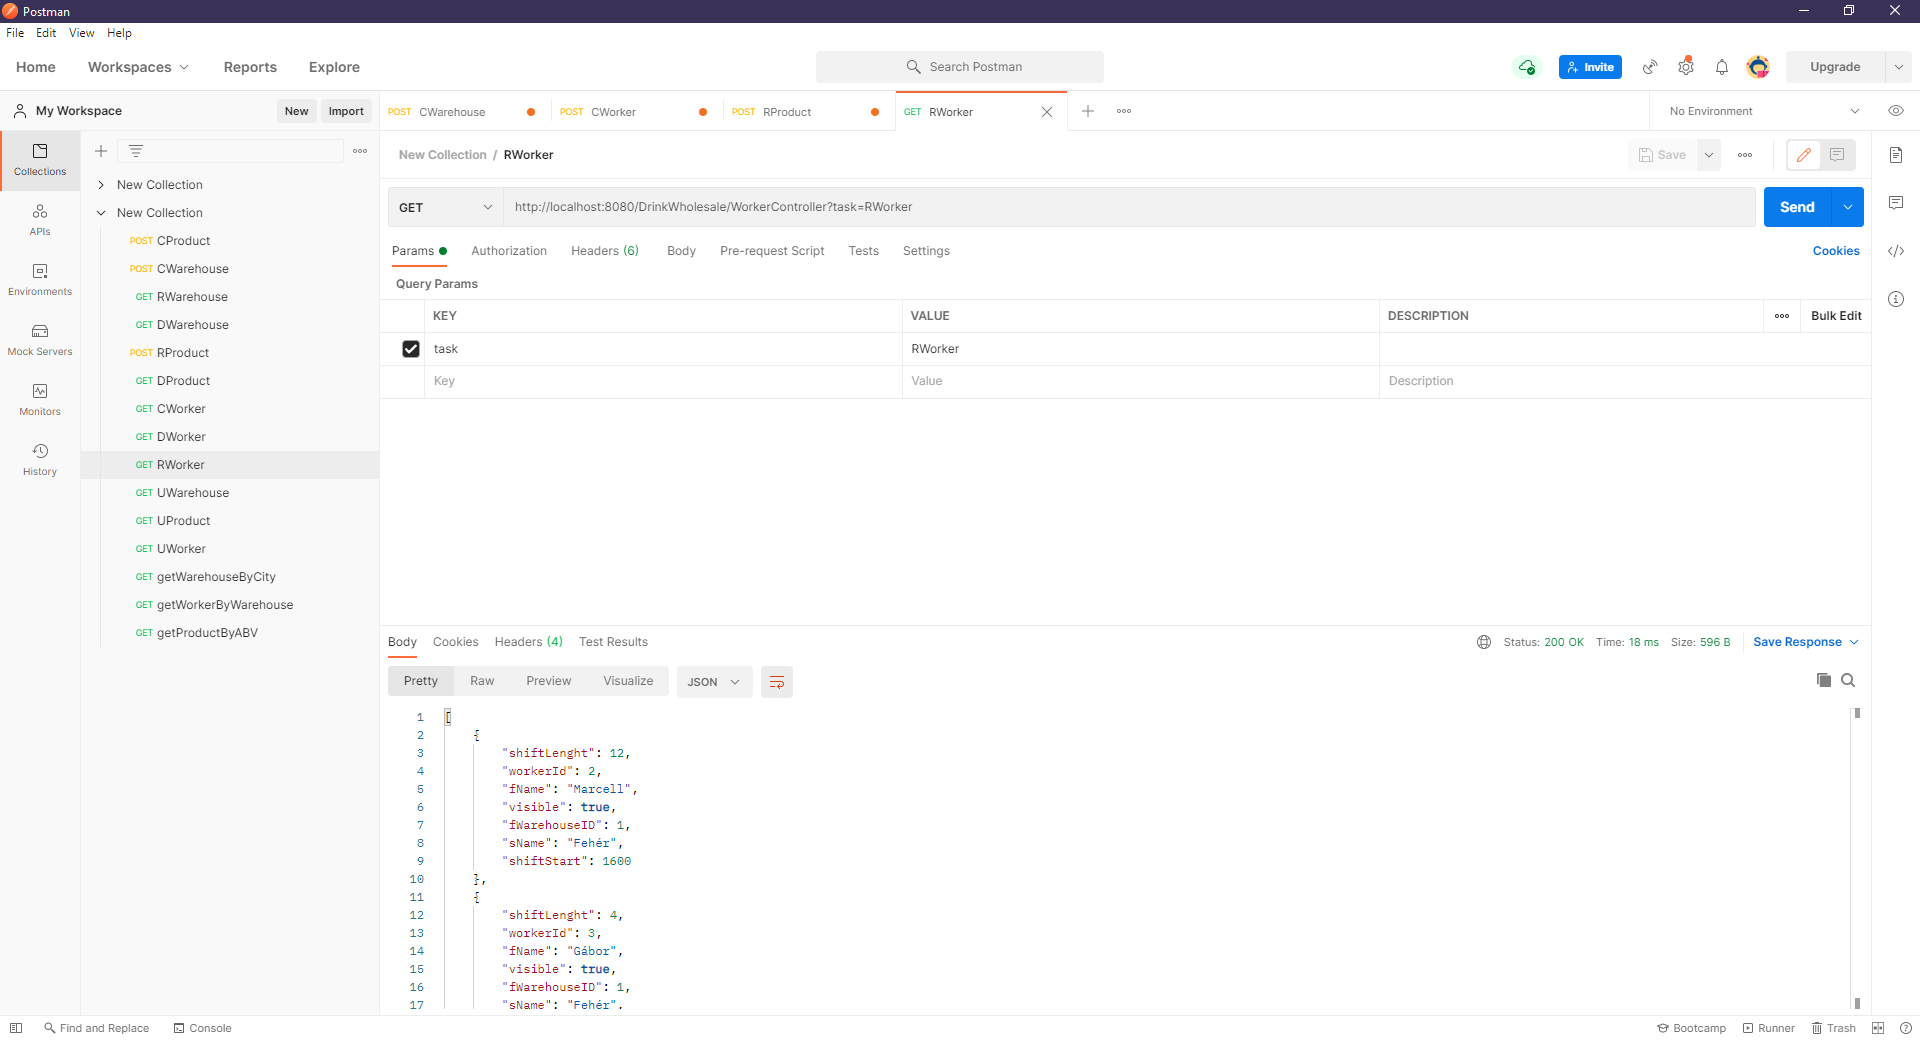 Postman
File Edit View Help
Home Workspaces Reports Explore Search Postman Invite Upgrade
My Workspace New Import POST CWarehouse POST CWorker POST RProduct GET RWorker No Environment
New Collection / RWorker Save
Collections
APIs
Environments
Mock Servers
Monitors
History
New Collection
New Collection
POST CProduct
POST CWarehouse
GET RWarehouse
GET DWarehouse
POST RProduct
GET DProduct
GET CWorker
GET DWorker
GET RWorker
GET UWarehouse
GET UProduct
GET UWorker
GET getWarehouseByCity
GET getWorkerByWarehouse
GET getProductByABV
GET http://localhost:8080/DrinkWholesale/WorkerController?task=RWorker Send
Params Authorization Headers (6) Body Pre-request Script Tests Settings Cookies
Query Params
KEY VALUE DESCRIPTION Bulk Edit
task RWorker
Key Value Description
Body Cookies Headers (4) Test Results Status: 200 OK Time: 18 ms Size: 596 B Save Response
Pretty Raw Preview Visualize JSON
1 [
2 {
3 "shiftLenght": 12,
4 "workerId": 2,
5 "fName": "Marcell",
6 "visible": true,
7 "fWarehouseID": 1,
8 "sName": "Fehér",
9 "shiftStart": 1600
10 },
11 {
12 "shiftLenght": 4,
13 "workerId": 3,
14 "fName": "Gábor",
15 "visible": true,
16 "fWarehouseID": 1,
17 "sName": "Fehér",
Find and Replace Console Bootcamp Runner Trash